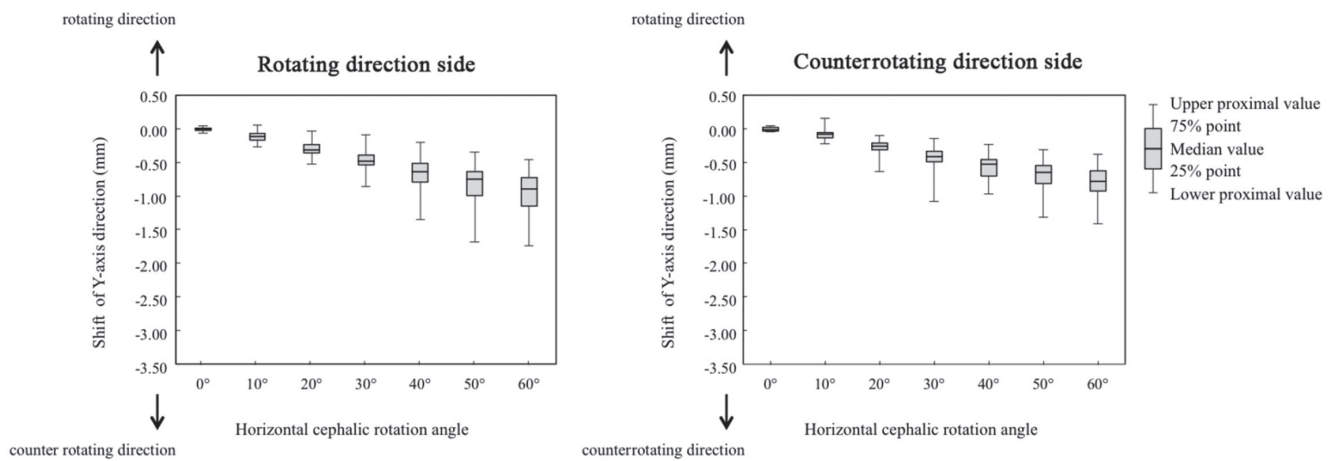 rotating direction
Rotating direction side
0.50
0.00
-0.50
-1.00
-1.50
-2.00
-2.50
-3.00
-3.50
Shift of Y-axis direction (mm)
0° 10° 20° 30° 40° 50° 60°
Horizontal cephalic rotation angle
counter rotating direction
rotating direction
Counterrotating direction side
0.50
0.00
-0.50
-1.00
-1.50
-2.00
-2.50
-3.00
-3.50
Shift of Y-axis direction (mm)
0° 10° 20° 30° 40° 50° 60°
Horizontal cephalic rotation angle
counterrotating direction
Upper proximal value
75% point
Median value
25% point
Lower proximal value